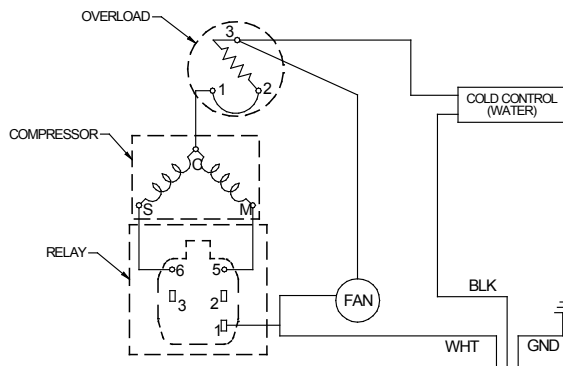 OVERLOAD
3
1
2
COLD CONTROL
(WATER)
COMPRESSOR
C
S
M
RELAY
6
5
3
2
1
FAN
BLK
WHT
GND